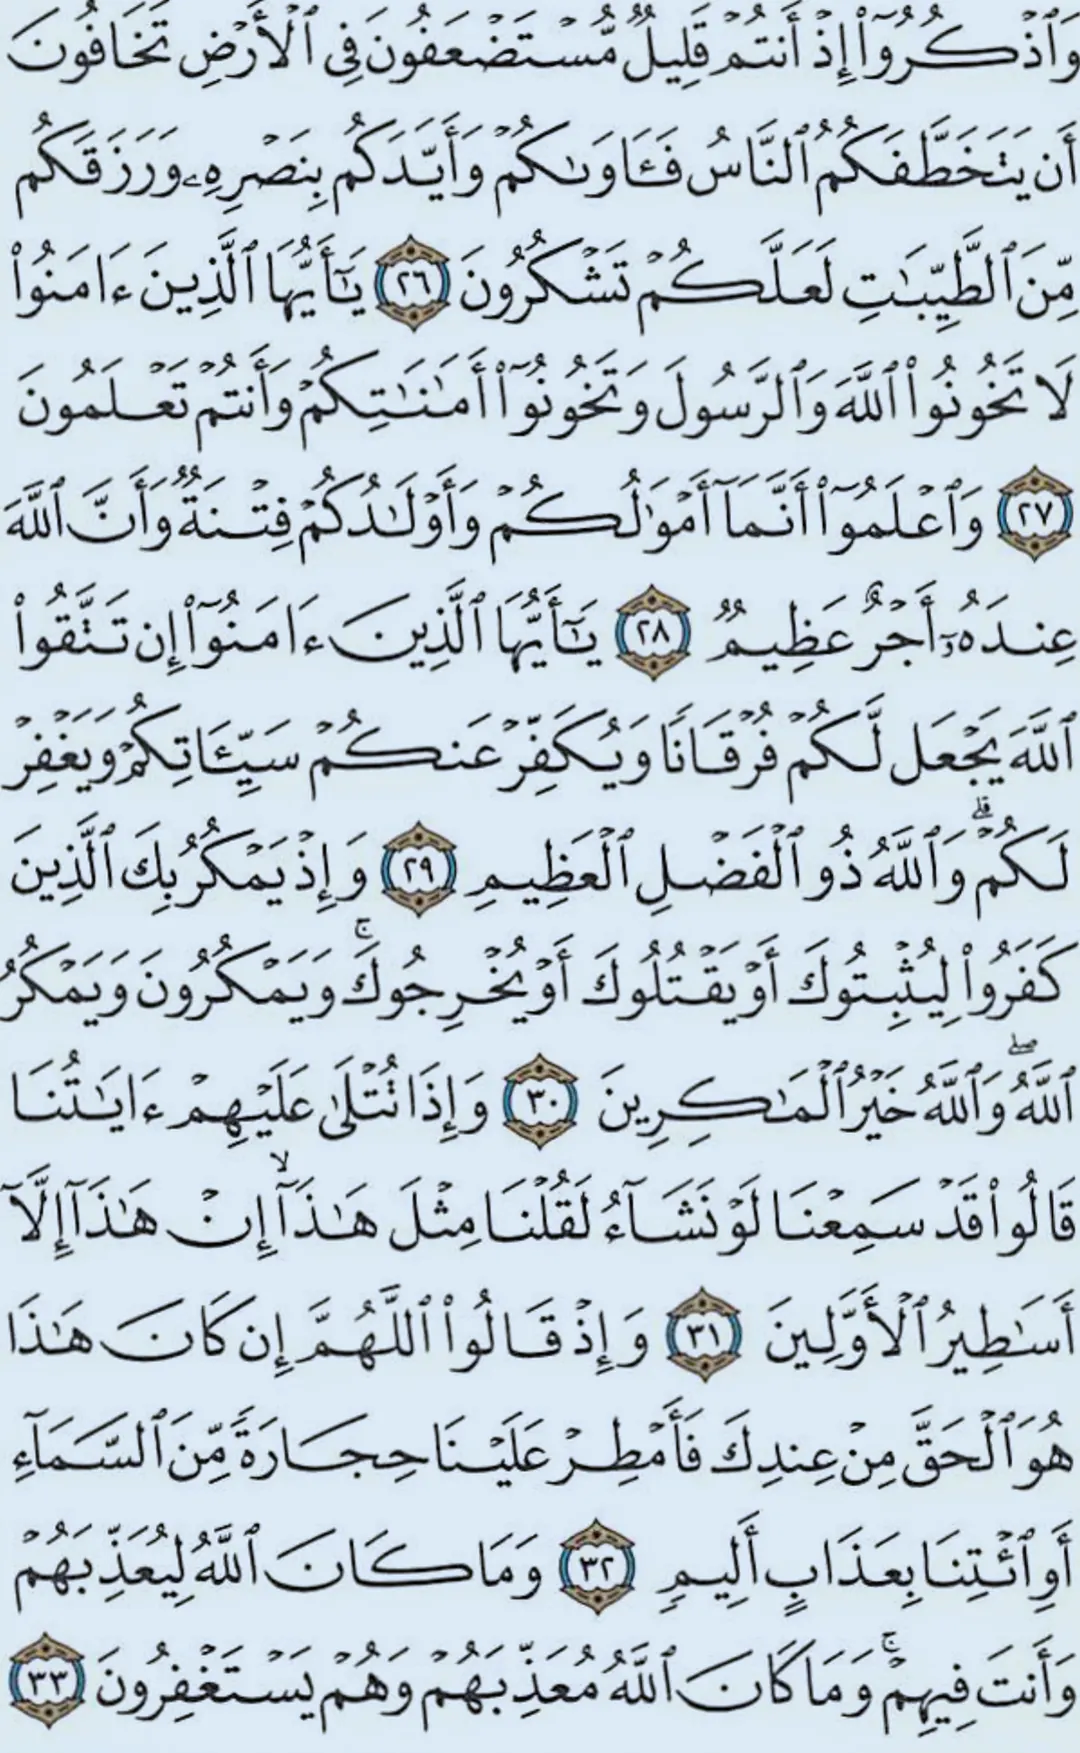 وَٱذۡكُرُوٓاْ إِذۡ أَنتُمۡ قَلِيلٞ مُّسۡتَضۡعَفُونَ فِي ٱلۡأَرۡضِ تَخَافُونَ
أَن يَتَخَطَّفَكُمُ ٱلنَّاسُ فَـَٔاوَىٰكُمۡ وَأَيَّدَكُم بِنَصۡرِهِۦ وَرَزَقَكُم
مِّنَ ٱلطَّيِّبَٰتِ لَعَلَّكُمۡ تَشۡكُرُونَ ٢٦ يَٰٓأَيُّهَا ٱلَّذِينَ ءَامَنُواْ
لَا تَخُونُواْ ٱللَّهَ وَٱلرَّسُولَ وَتَخُونُوٓاْ أَمَٰنَٰتِكُمۡ وَأَنتُمۡ تَعۡلَمُونَ
٢٧ وَٱعۡلَمُوٓاْ أَنَّمَآ أَمۡوَٰلُكُمۡ وَأَوۡلَٰدُكُمۡ فِتۡنَةٞ وَأَنَّ ٱللَّهَ
عِندَهُۥٓ أَجۡرٌ عَظِيمٞ ٢٨ يَٰٓأَيُّهَا ٱلَّذِينَ ءَامَنُوٓاْ إِن تَتَّقُواْ
ٱللَّهَ يَجۡعَل لَّكُمۡ فُرۡقَانٗا وَيُكَفِّرۡ عَنكُمۡ سَيِّـَٔاتِكُمۡ وَيَغۡفِرۡ
لَكُمۡۗ وَٱللَّهُ ذُو ٱلۡفَضۡلِ ٱلۡعَظِيمِ ٢٩ وَإِذۡ يَمۡكُرُ بِكَ ٱلَّذِينَ
كَفَرُواْ لِيُثۡبِتُوكَ أَوۡ يَقۡتُلُوكَ أَوۡ يُخۡرِجُوكَۚ وَيَمۡكُرُونَ وَيَمۡكُرُ
ٱللَّهُۖ وَٱللَّهُ خَيۡرُ ٱلۡمَٰكِرِينَ ٣٠ وَإِذَا تُتۡلَىٰ عَلَيۡهِمۡ ءَايَٰتُنَا
قَالُواْ قَدۡ سَمِعۡنَا لَوۡ نَشَآءُ لَقُلۡنَا مِثۡلَ هَٰذَآۙ إِنۡ هَٰذَآ إِلَّآ
أَسَٰطِيرُ ٱلۡأَوَّلِينَ ٣١ وَإِذۡ قَالُواْ ٱللَّهُمَّ إِن كَانَ هَٰذَا
هُوَ ٱلۡحَقَّ مِنۡ عِندِكَ فَأَمۡطِرۡ عَلَيۡنَا حِجَارَةٗ مِّنَ ٱلسَّمَآءِ
أَوِ ٱئۡتِنَا بِعَذَابٍ أَلِيمٖ ٣٢ وَمَا كَانَ ٱللَّهُ لِيُعَذِّبَهُمۡ
وَأَنتَ فِيهِمۡۚ وَمَا كَانَ ٱللَّهُ مُعَذِّبَهُمۡ وَهُمۡ يَسۡتَغۡفِرُونَ ٣٣